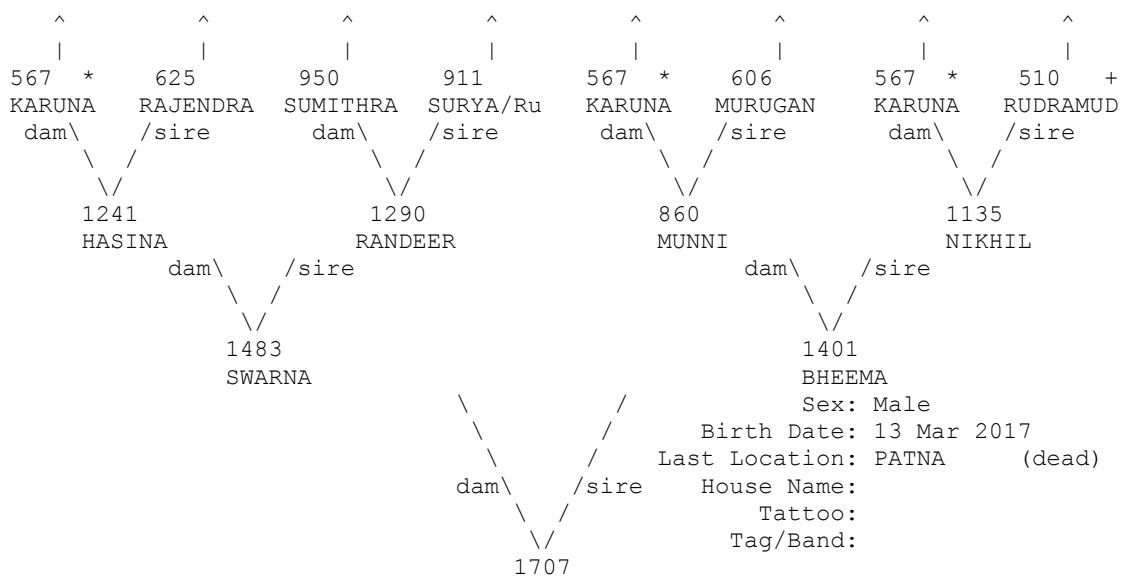 ^ ^ ^ ^ ^ ^ ^ ^
| | | | | | | |
567 * 625 950 911 567 * 606 567 * 510 +
KARUNA RAJENDRA SUMITHRA SURYA/Ru KARUNA MURUGAN KARUNA RUDRAMUD
dam\ /sire dam\ /sire dam\ /sire dam\ /sire
\ / \ / \ / \ /
\/ \/ \/ \/
1241 1290 860 1135
HASINA RANDEER MUNNI NIKHIL
dam\ /sire dam\ /sire
\ / \ /
\/ \/
1483 1401
SWARNA BHEEMA
\ / Sex: Male
\ / Birth Date: 13 Mar 2017
\ / Last Location: PATNA (dead)
dam\ /sire House Name:
\ / Tattoo:
\/ Tag/Band:
1707